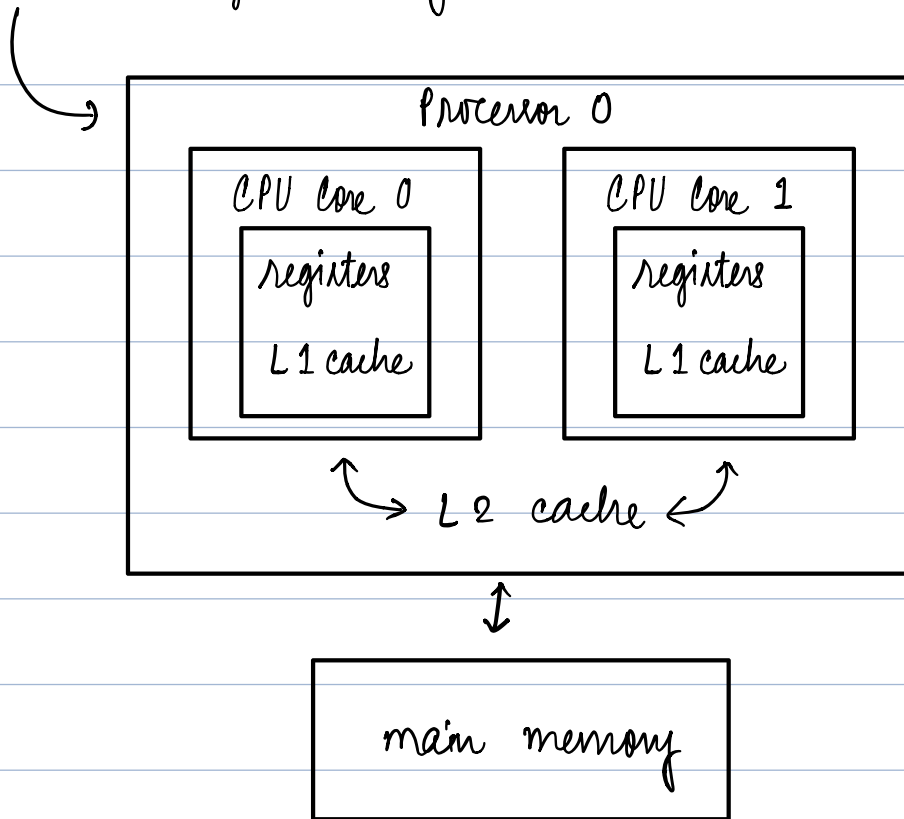 Processor 0
CPU Core 0
CPU Core 1
registers
registers
L1 cache
L1 cache
L2 cache
main memory